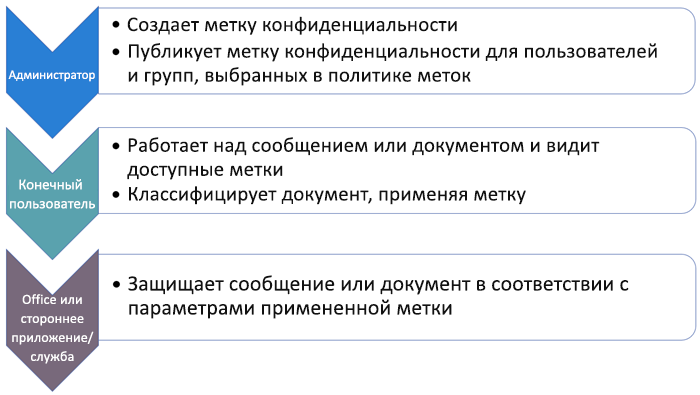 Администратор
• Создает метку конфиденциальности
• Публикует метку конфиденциальности для пользователей
и групп, выбранных в политике меток
Конечный
пользователь
• Работает над сообщением или документом и видит
доступные метки
• Классифицирует документ, применяя метку
Office или
стороннее
приложение/
служба
• Защищает сообщение или документ в соответствии с
параметрами примененной метки